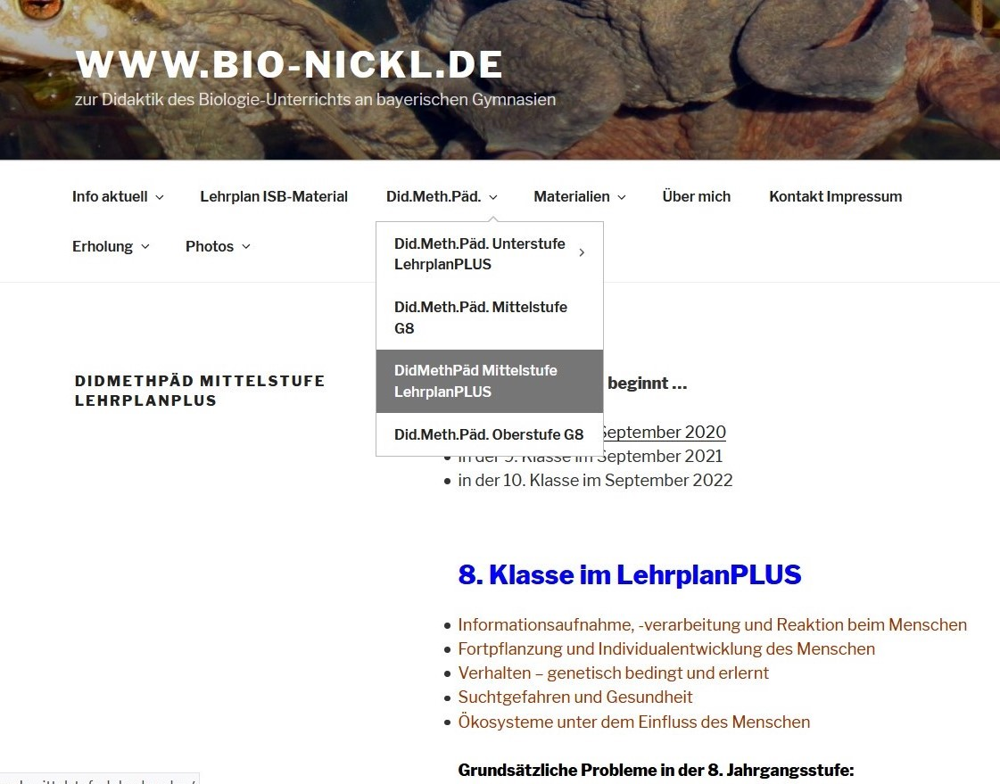 WWW.BIO-NICKL.DE
zur Didaktik des Biologie-Unterrichts an bayerischen Gymnasien
Info aktuell
Lehrplan ISB-Material
Did.Meth.Päd.
Materialien
Über mich
Kontakt Impressum
Erholung
Photos
Did.Meth.Päd. Unterstufe
LehrplanPLUS
Did.Meth.Päd. Mittelstufe
G8
DidMethPäd Mittelstufe
LehrplanPLUS
Did.Meth.Päd. Oberstufe G8
DIDMETHPÄD MITTELSTUFE
LEHRPLANPLUS
beginnt ...
September 2020
in der 9. Klasse im September 2021
in der 10. Klasse im September 2022
8. Klasse im LehrplanPLUS
Informationsaufnahme, -verarbeitung und Reaktion beim Menschen
Fortpflanzung und Individualentwicklung des Menschen
Verhalten – genetisch bedingt und erlernt
Suchtgefahren und Gesundheit
Ökosysteme unter dem Einfluss des Menschen
Grundsätzliche Probleme in der 8. Jahrgangsstufe: